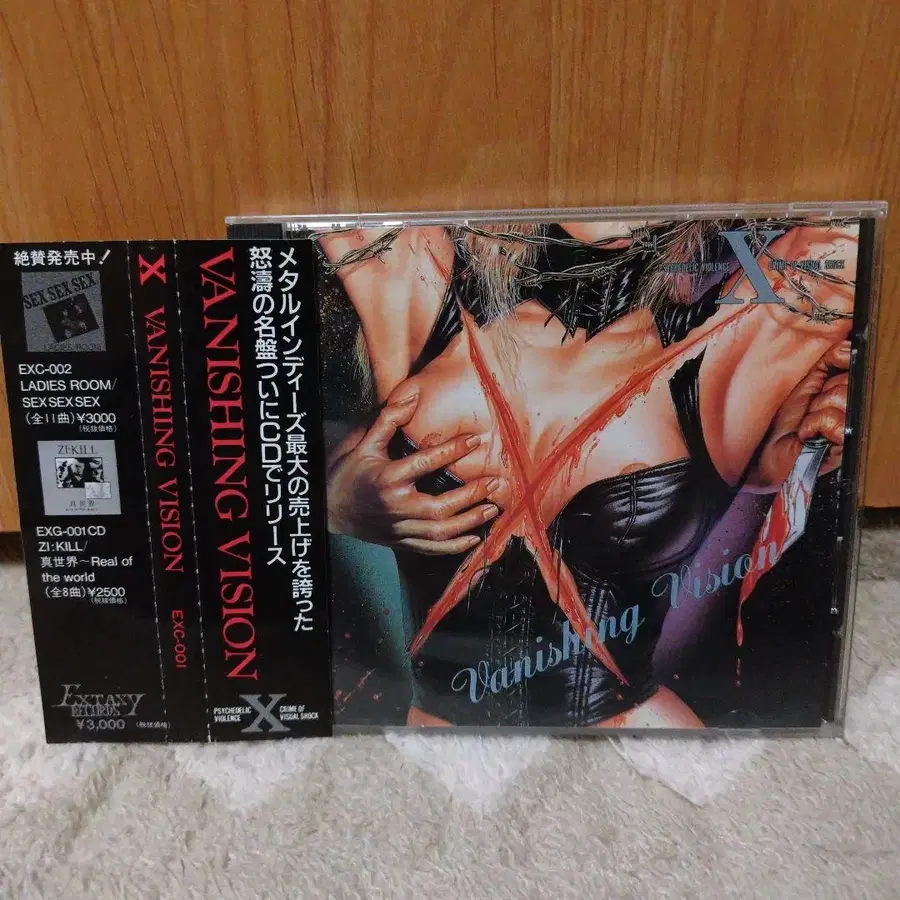 絶賛発売中!
SEX SEX SEX
LADIES ROOM
EXC-002
LADIES ROOM/
SEX SEX SEX
(全11曲)¥3000
(税抜価格)
ZI:KILL
真世界
EXG-001CD
ZI:KILL/
真世界~Real of
the world
(全8曲)¥2500
(税抜価格)
EXTASY
RECORDS
¥3,000 (税抜価格)
X VANISHING VISION EXC-001
VANISHING VISION
メタルインディーズ最大の売上げを誇った
怒濤の名盤ついにCDでリリース
PSYCHEDELIC
VIOLENCE
X
CRIME OF
VISUAL SHOCK
PSYCHEDELIC VIOLENCE X CRIME OF VISUAL SHOCK
Vanishing Vision